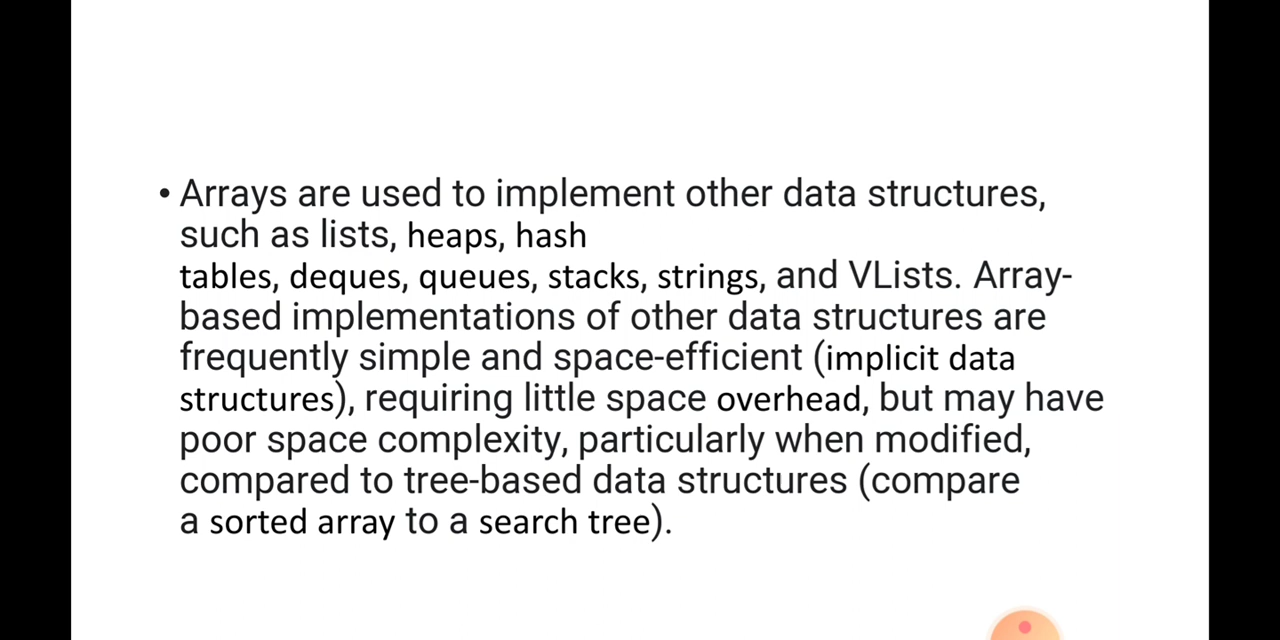 • Arrays are used to implement other data structures,
such as lists, heaps, hash
tables, deques, queues, stacks, strings, and VLists. Array-
based implementations of other data structures are
frequently simple and space-efficient (implicit data
structures), requiring little space overhead, but may have
poor space complexity, particularly when modified,
compared to tree-based data structures (compare
a sorted array to a search tree).